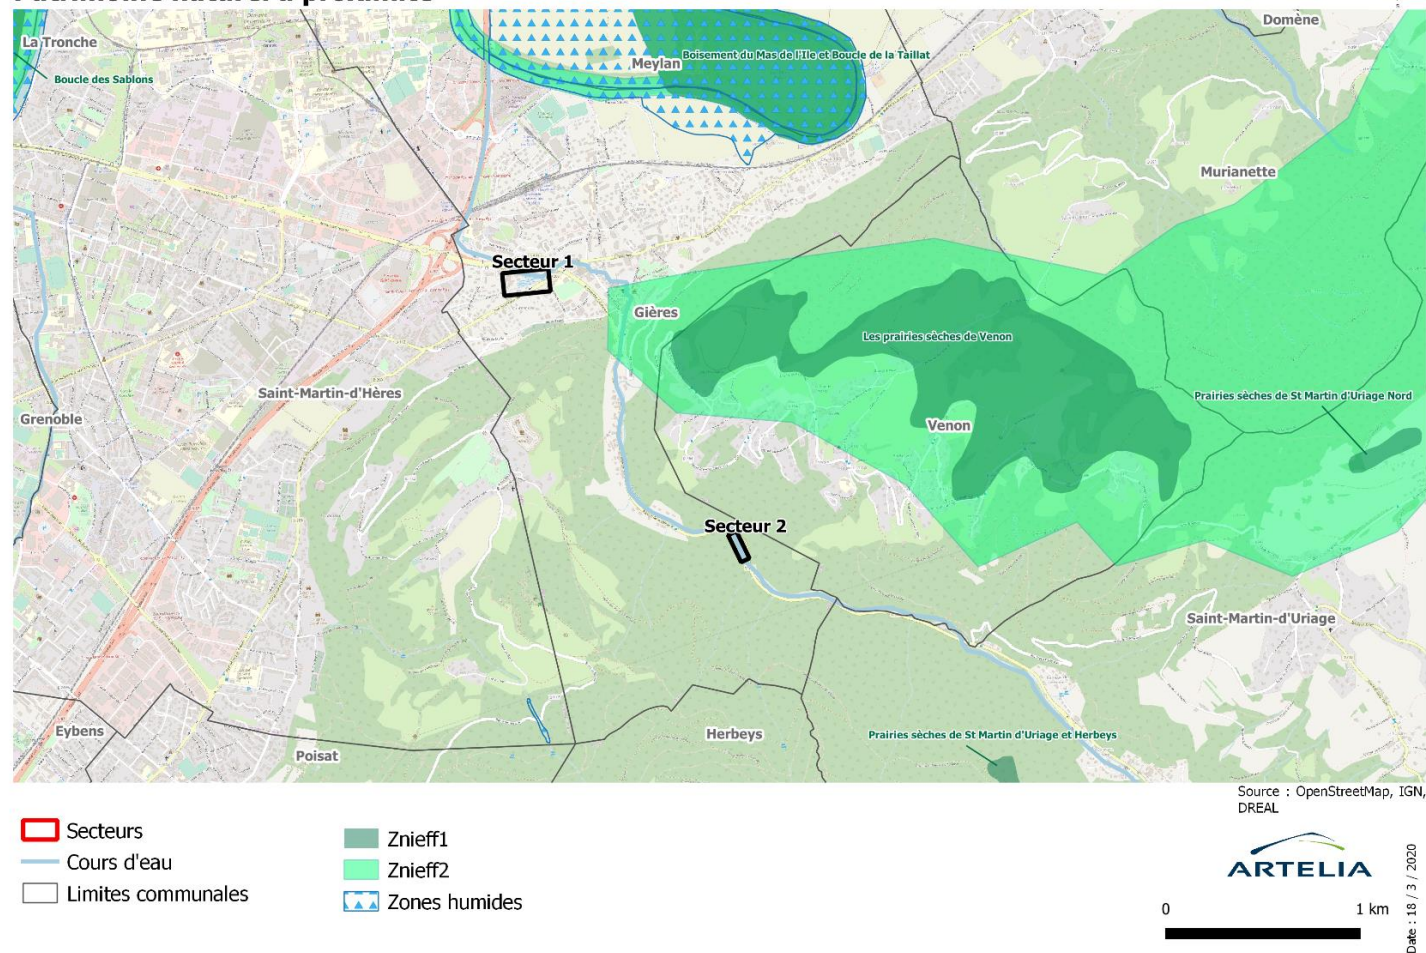 La Tronche
Domène
Boucle des Sablons
Meylan
Boisement du Mas de l'Ile et Boucle de la Taillat
Murianette
Secteur 1
Gières
Les prairies sèches de Venon
Saint-Martin-d'Hères
Prairies sèches de St Martin d'Uriage Nord
Grenoble
Venon
Secteur 2
Saint-Martin-d'Uriage
Eybens
Herbeys
Prairies sèches de St Martin d'Uriage et Herbeys
Poisat
Source : OpenStreetMap, IGN,
DREAL
Secteurs
Cours d'eau
Limites communales
Znieff1
Znieff2
Zones humides
ARTELIA
0 1 km
Date : 18 / 3 / 2020